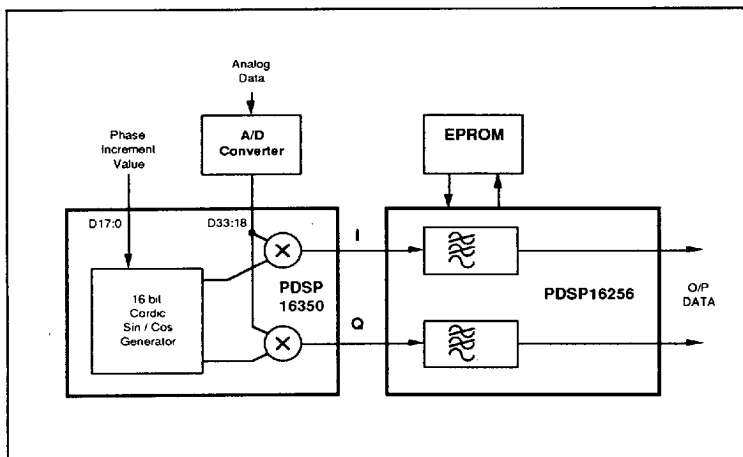 Analog
Data
Phase
Increment
Value
A/D
Converter
EPROM
D17:0
D33:18
I
16 bit
Cordic
Sin / Cos
Generator
PDSP
16350
Q
PDSP16256
O/P
DATA